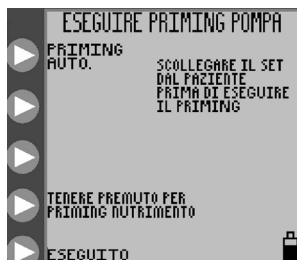 ESEGUIRE PRIMING POMPA
PRIMING
AUTO.
SCOLLEGARE IL SET
DAL PAZIENTE
PRIMA DI ESEGUIRE
IL PRIMING
TENERE PREMUTO PER
PRIMING NUTRIMENTO
ESEGUITO